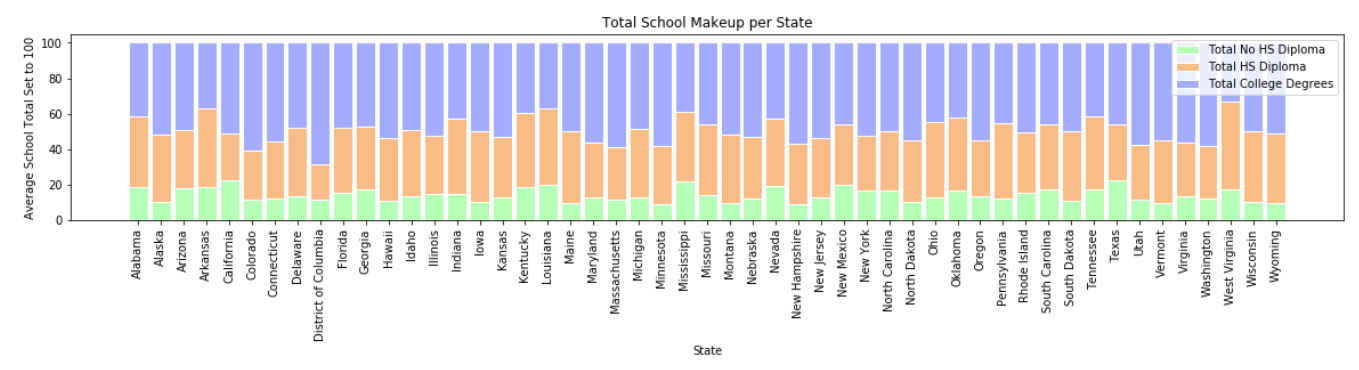 Total School Makeup per State
Average School Total Set to 100
100
80
60
40
20
0
Total No HS Diploma
Total HS Diploma
Total College Degrees
Alabama
Alaska
Arizona
Arkansas
California
Colorado
Connecticut
Delaware
District of Columbia
Florida
Georgia
Hawaii
Idaho
Illinois
Indiana
Iowa
Kansas
Kentucky
Louisiana
Maine
Maryland
Massachusetts
Michigan
Minnesota
Mississippi
Missouri
Montana
Nebraska
Nevada
New Hampshire
New Jersey
New Mexico
New York
North Carolina
North Dakota
Ohio
Oklahoma
Oregon
Pennsylvania
Rhode Island
South Carolina
South Dakota
Tennessee
Texas
Utah
Vermont
Virginia
Washington
West Virginia
Wisconsin
Wyoming
State